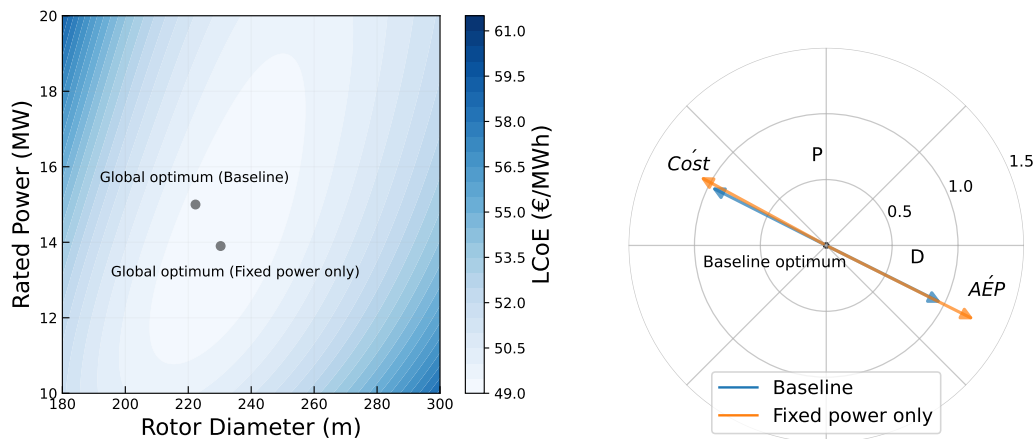 20
18
16
14
12
10
Rated Power (MW)
Global optimum (Baseline)
Global optimum (Fixed power only)
180
200
220
240
260
280
300
Rotor Diameter (m)
61.0
59.5
58.0
56.5
55.0
53.5
52.0
50.5
49.0
LCoE (€/MWh)
1.5
1.0
0.5
P
D
Cośt
AÉP
Baseline optimum
Baseline
Fixed power only